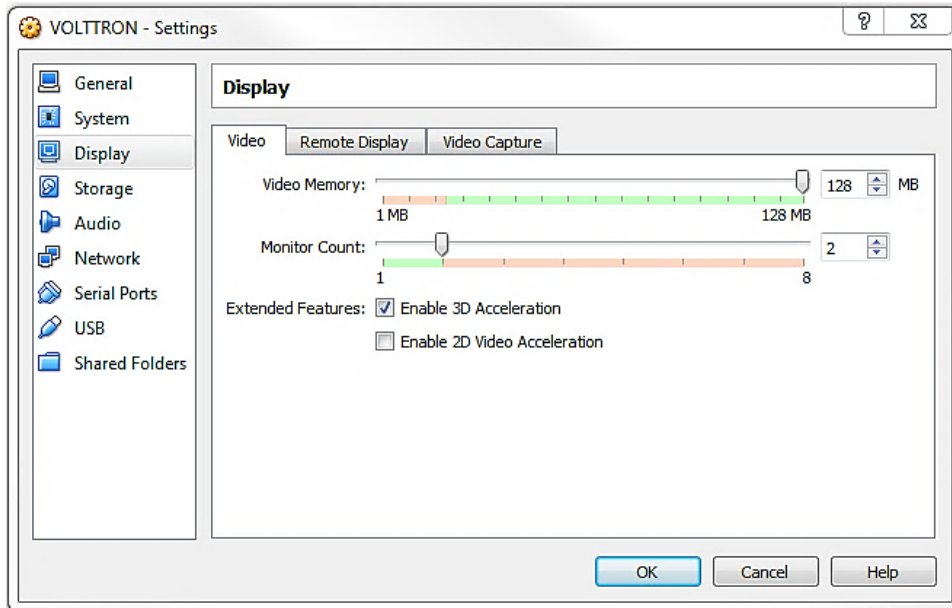 VOLTTRON - Settings
General
System
Display
Storage
Audio
Network
Serial Ports
USB
Shared Folders
Display
Video
Remote Display
Video Capture
Video Memory:
128
MB
1 MB
128 MB
Monitor Count:
2
1
8
Extended Features:
Enable 3D Acceleration
Enable 2D Video Acceleration
OK
Cancel
Help